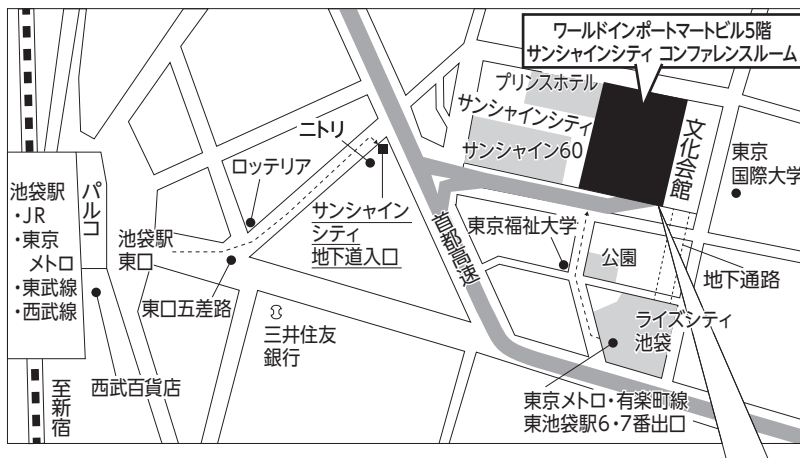 ワールドインポートマートビル5階
サンシャインシティ コンファレンスルーム
プリンスホテル
サンシャインシティ
サンシャイン60
文化会館
東京
国際大学
ニトリ
ロッテリア
サンシャイン
シティ
地下道入口
池袋駅
・JR
・東京
メトロ
・東武線
・西武線
パルコ
池袋駅
東口
東口五差路
三井住友
銀行
西武百貨店
至新宿
首都高速
東京福祉大学
公園
地下通路
ライズシティ
池袋
東京メトロ・有楽町線
東池袋駅6・7番出口